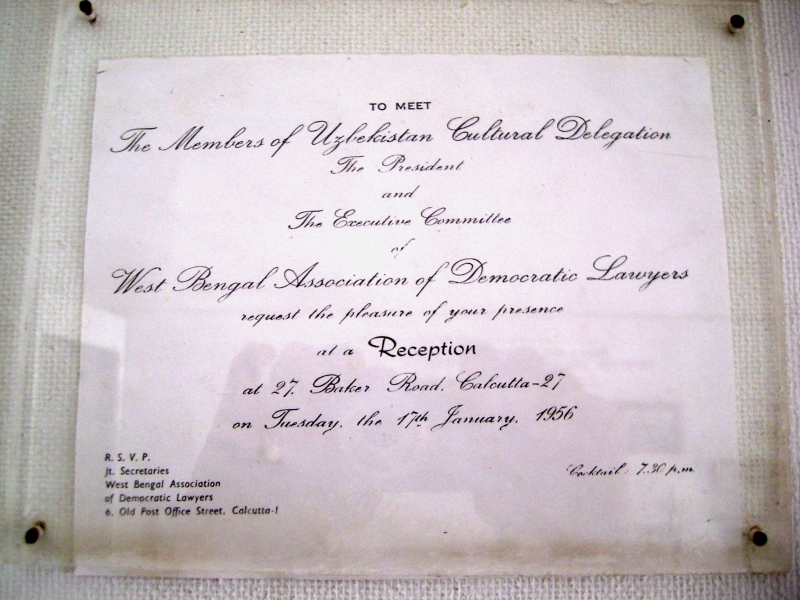 TO MEET
The Members of Uzbekistan Cultural Delegation
The President
and
The Executive Committee
of
West Bengal Association of Democratic Lawyers
request the pleasure of your presence
at a Reception
at 27, Baker Road, Calcutta-27
on Tuesday, the 17th January, 1956
R. S. V. P.
Jt. Secretaries
West Bengal Association
of Democratic Lawyers
6, Old Post Office Street, Calcutta-1
Cocktail : 7.30 p.m.